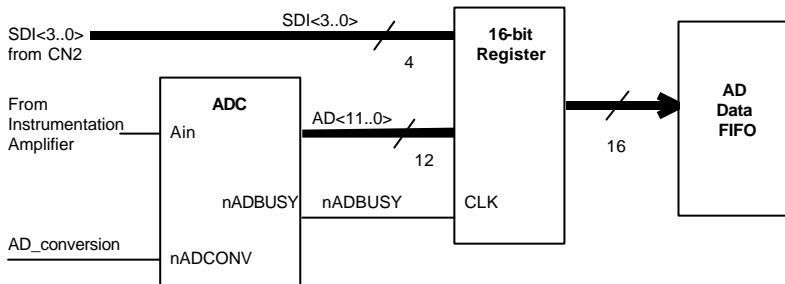 SDI<3..0>
from CN2
SDI<3..0>
4
16-bit
Register
AD
Data
FIFO
From
Instrumentation
Amplifier
ADC
Ain
AD<11..0>
12
16
nADBUSY
nADBUSY
CLK
AD_conversion
nADCONV